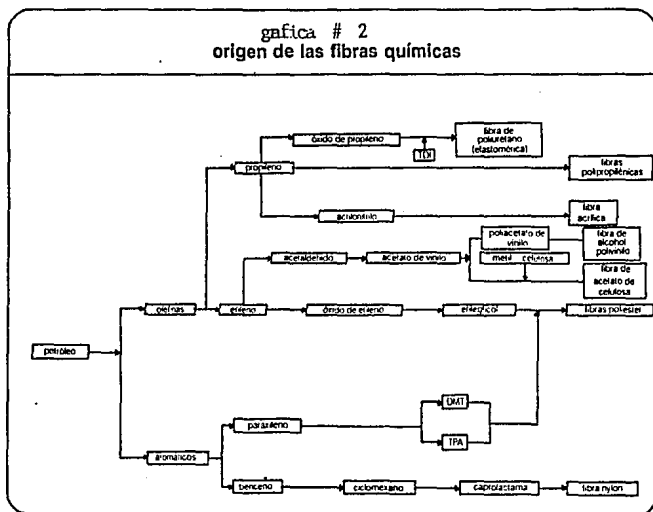 gafica # 2
origen de las fibras químicas
óxido de propileno
TDI
fibra de
poliuretano
(elastomérica)
propileno
fibras
polipropilénicas
acrilonitrilo
fibra
acrílica
acetaldehido
acetato de vinilo
poliacetato de
vinilo
metil celulosa
fibra de
alcohol
polivinilo
fibra de
acetato de
celulosa
olefinas
etileno
óxido de etileno
etilenglicol
fibras poliester
petróleo
paraxileno
DMT
TPA
aromáticos
benceno
ciclohexano
caprolactama
fibra nylon